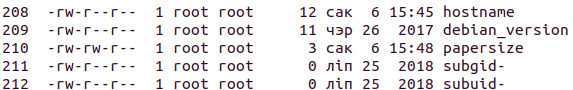 208 -rw-r--r-- 1 root root 12 сак 6 15:45 hostname
209 -rw-r--r-- 1 root root 11 чэр 26 2017 debian_version
210 -rw-rw-r-- 1 root root 3 сак 6 15:48 papersize
211 -rw-r--r-- 1 root root 0 ліп 25 2018 subgid-
212 -rw-r--r-- 1 root root 0 ліп 25 2018 subuid-